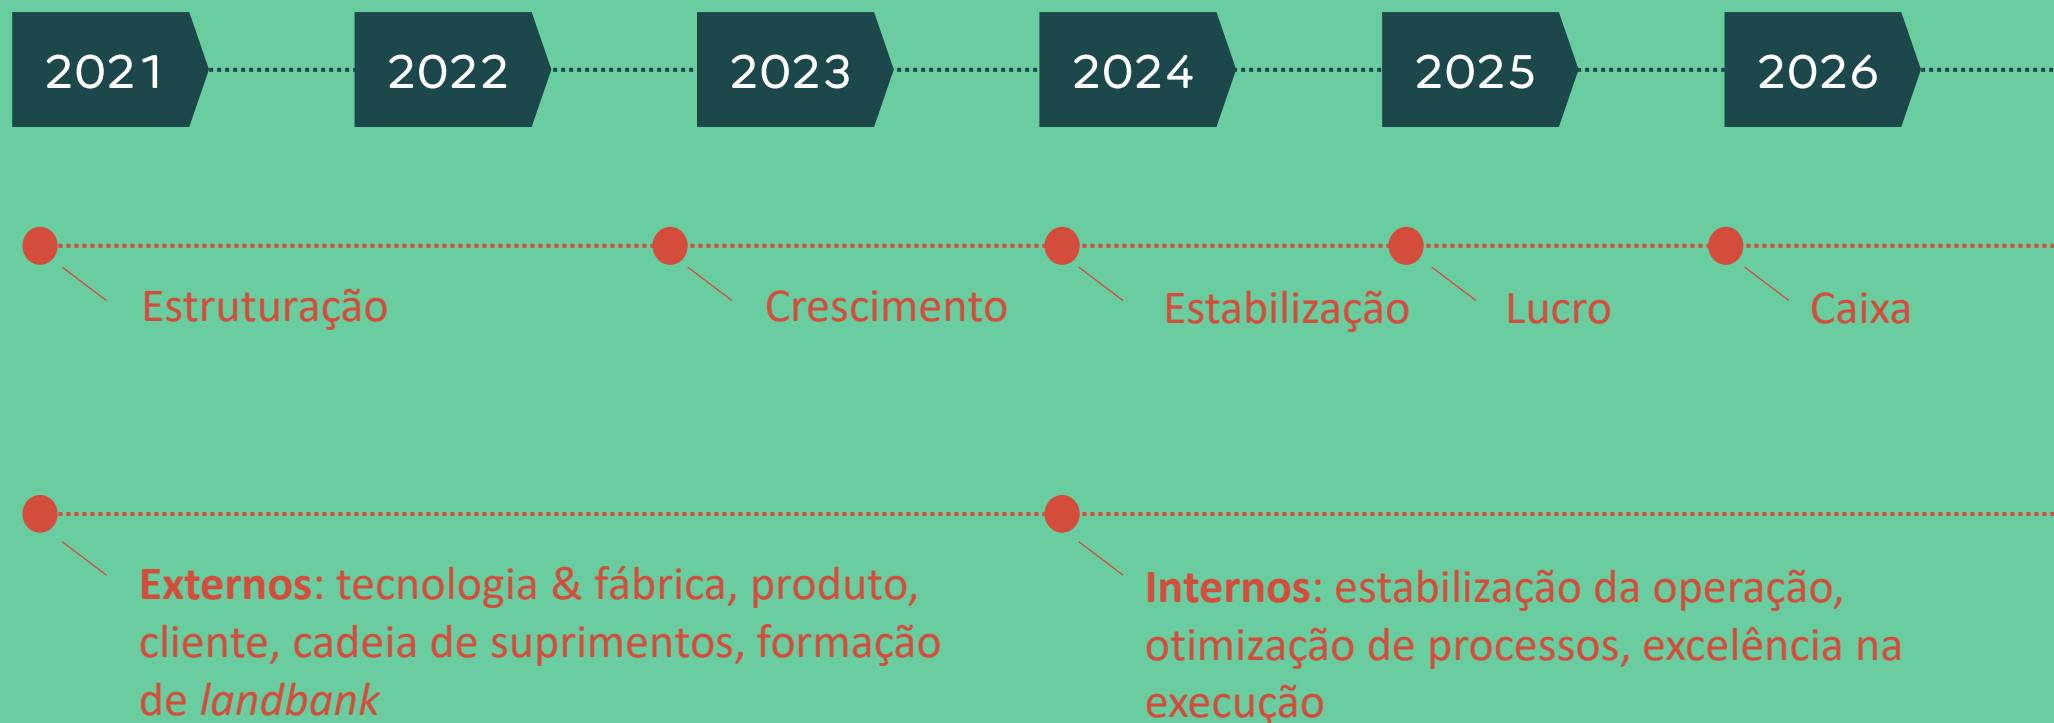 2021 2022 2023 2024 2025 2026
Estruturação Crescimento Estabilização Lucro Caixa
Externos: tecnologia & fábrica, produto,
cliente, cadeia de suprimentos, formação
de landbank
Internos: estabilização da operação,
otimização de processos, excelência na
execução